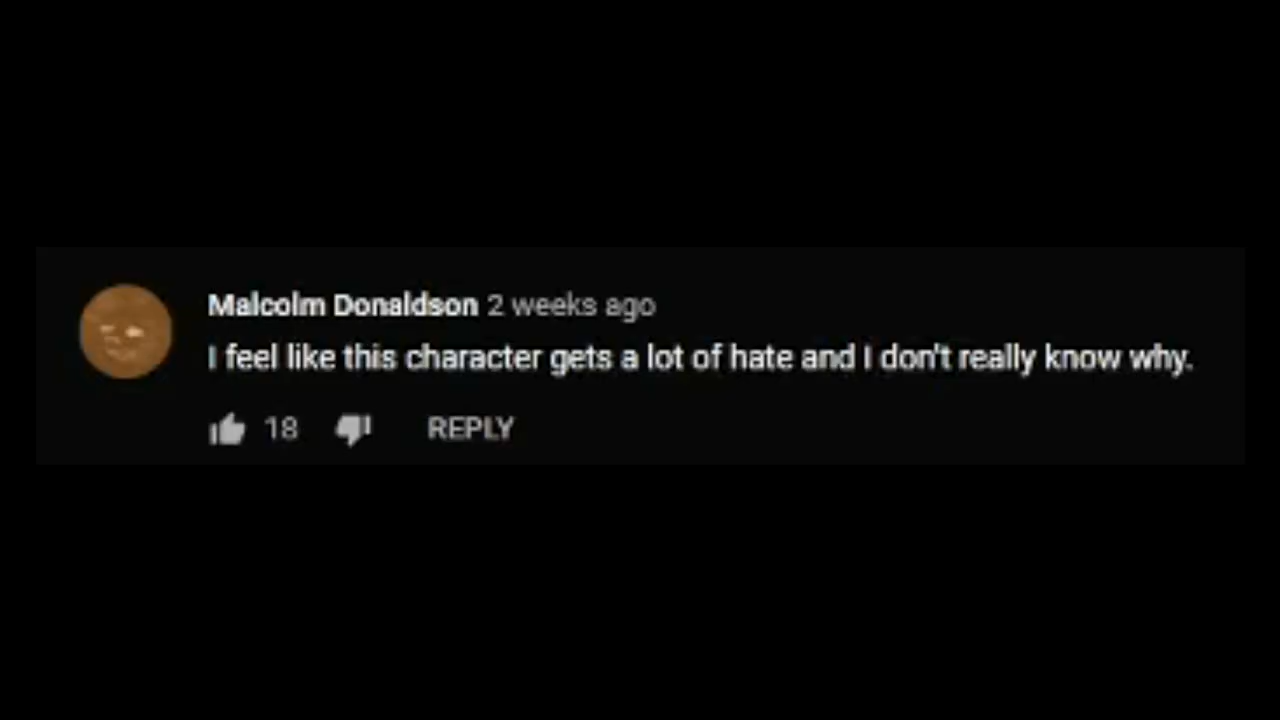 Malcolm Donaldson 2 weeks ago
I feel like this character gets a lot of hate and I don't really know why.
18 REPLY